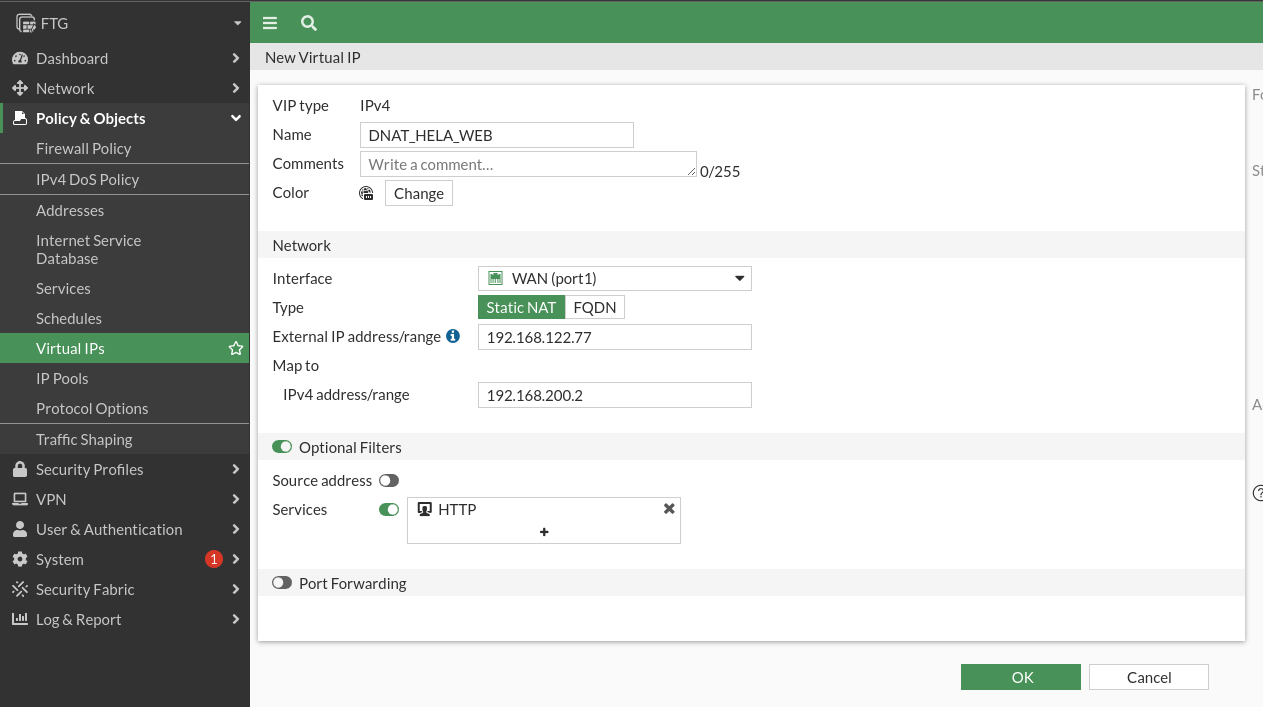 FTG
Dashboard
Network
Policy & Objects
Firewall Policy
IPv4 DoS Policy
Addresses
Internet Service
Database
Services
Schedules
Virtual IPs
IP Pools
Protocol Options
Traffic Shaping
Security Profiles
VPN
User & Authentication
System 1
Security Fabric
Log & Report
New Virtual IP
VIP type IPv4
Name DNAT_HELA_WEB
Comments Write a comment... 0/255
Color Change
Network
Interface WAN (port1)
Type Static NAT FQDN
External IP address/range 192.168.122.77
Map to
IPv4 address/range 192.168.200.2
Optional Filters
Source address
Services HTTP
+
Port Forwarding
OK Cancel